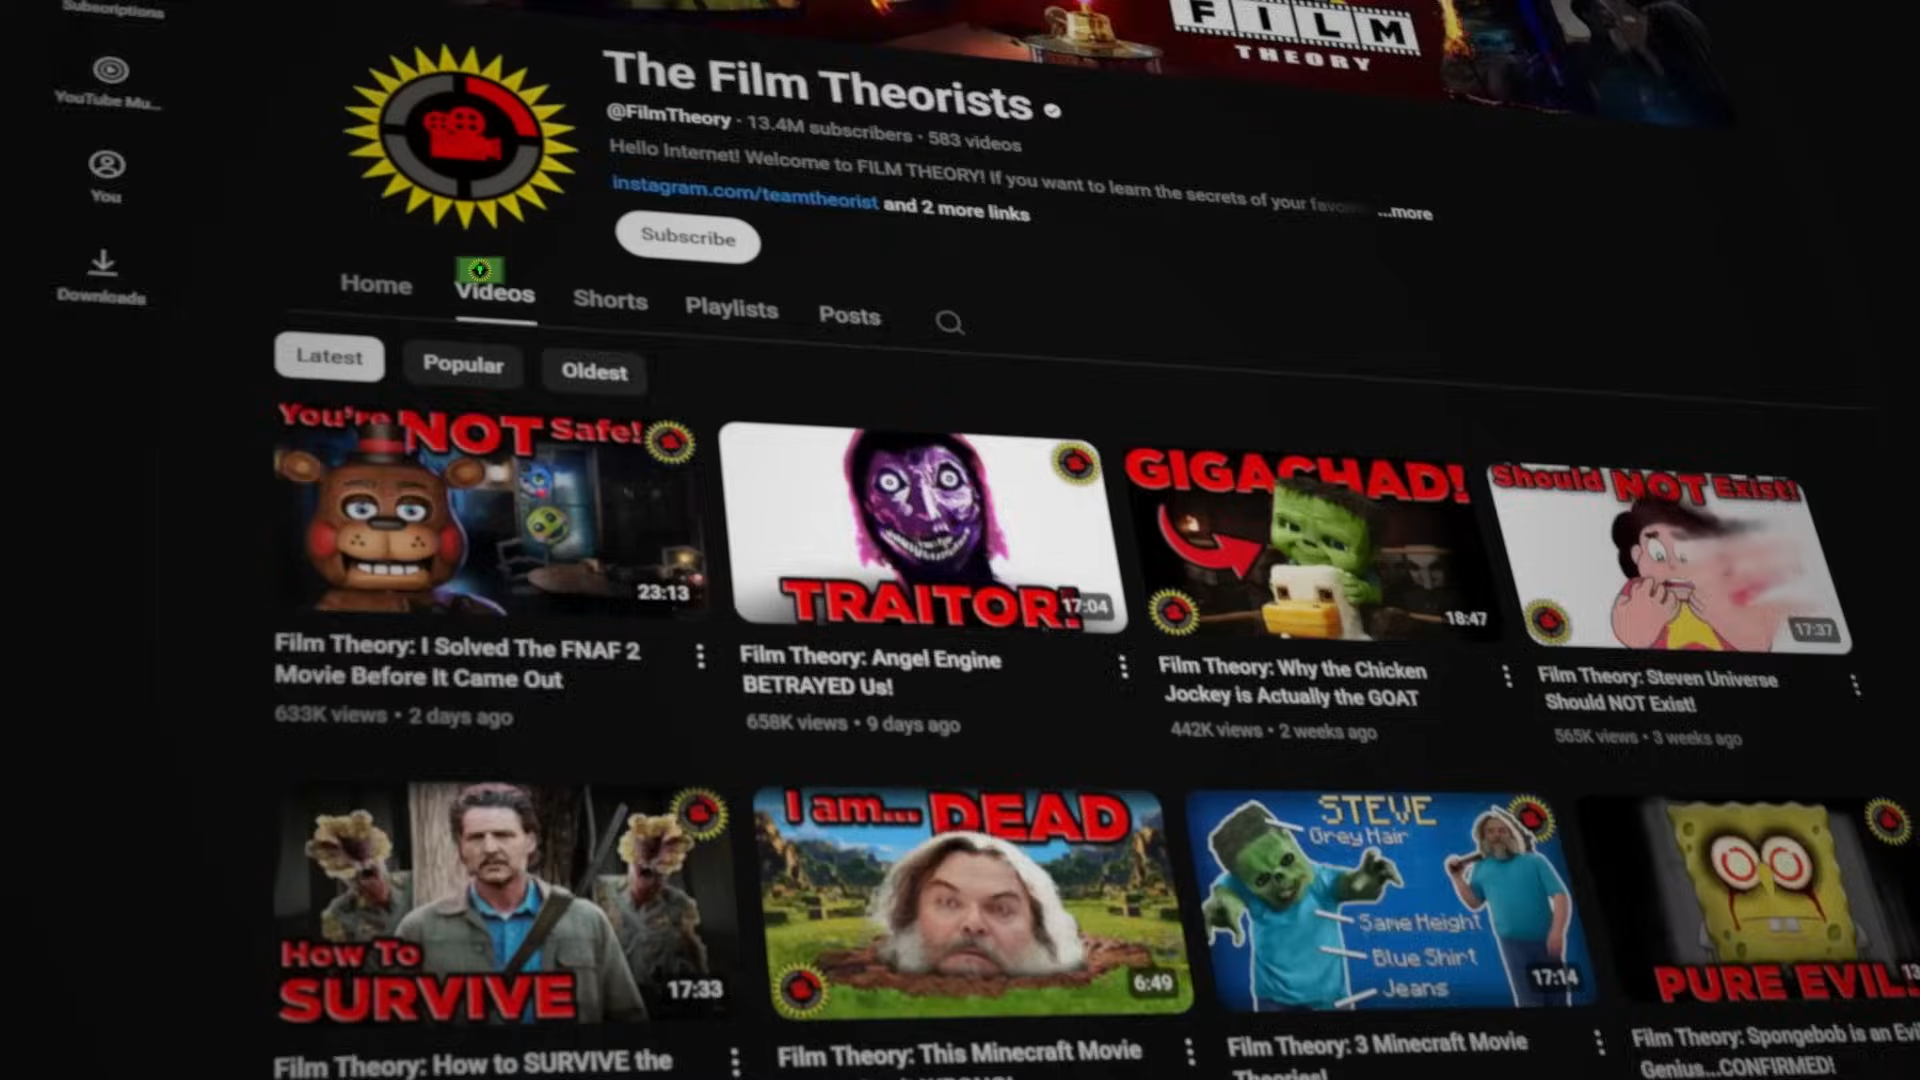 Subscriptions
YouTube Mu...
You
Downloads
FILM
THEORY
The Film Theorists
@FilmTheory · 13.4M subscribers · 583 videos
Hello Internet! Welcome to FILM THEORY! If you want to learn the secrets of your favo ...more
instagram.com/teamtheorist and 2 more links
Subscribe
Home Videos Shorts Playlists Posts
Latest Popular Oldest
You're NOT Safe!
23:13
Film Theory: I Solved The FNAF 2
Movie Before It Came Out
633K views • 2 days ago
TRAITOR!
17:04
Film Theory: Angel Engine
BETRAYED Us!
658K views • 9 days ago
GIGACHAD!
18:47
Film Theory: Why the Chicken
Jockey is Actually the GOAT
442K views • 2 weeks ago
Should NOT Exist!
17:37
Film Theory: Steven Universe
Should NOT Exist!
565K views • 3 weeks ago
How To
SURVIVE
17:33
Film Theory: How to SURVIVE the
I am... DEAD
6:49
Film Theory: This Minecraft Movie
STEVE
Grey Hair
Same Height
Blue Shirt
Jeans
17:14
Film Theory: 3 Minecraft Movie
Theories!
PURE EVIL!
13
Film Theory: Spongebob is an Evil
Genius...CONFIRMED!